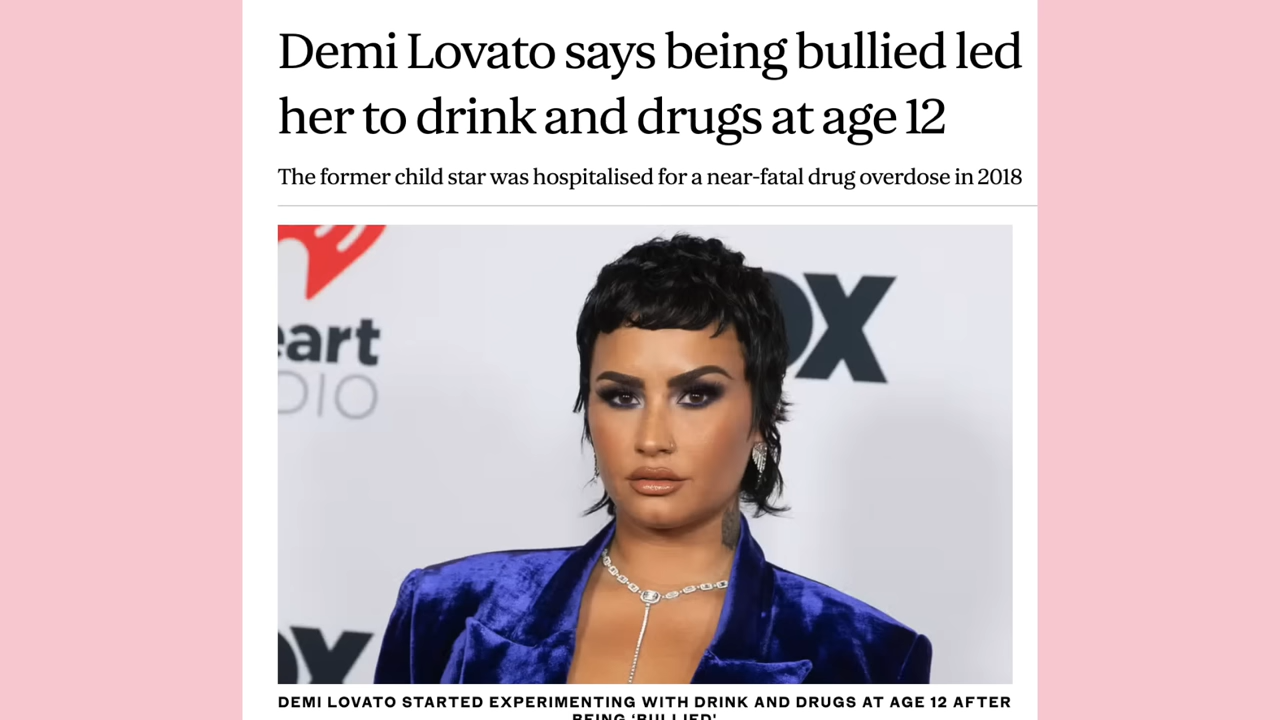 Demi Lovato says being bullied led
her to drink and drugs at age 12
The former child star was hospitalised for a near-fatal drug overdose in 2018
eart
OX
DIO
OX
DEMI LOVATO STARTED EXPERIMENTING WITH DRINK AND DRUGS AT AGE 12 AFTER
BEING ‘BULLIED’